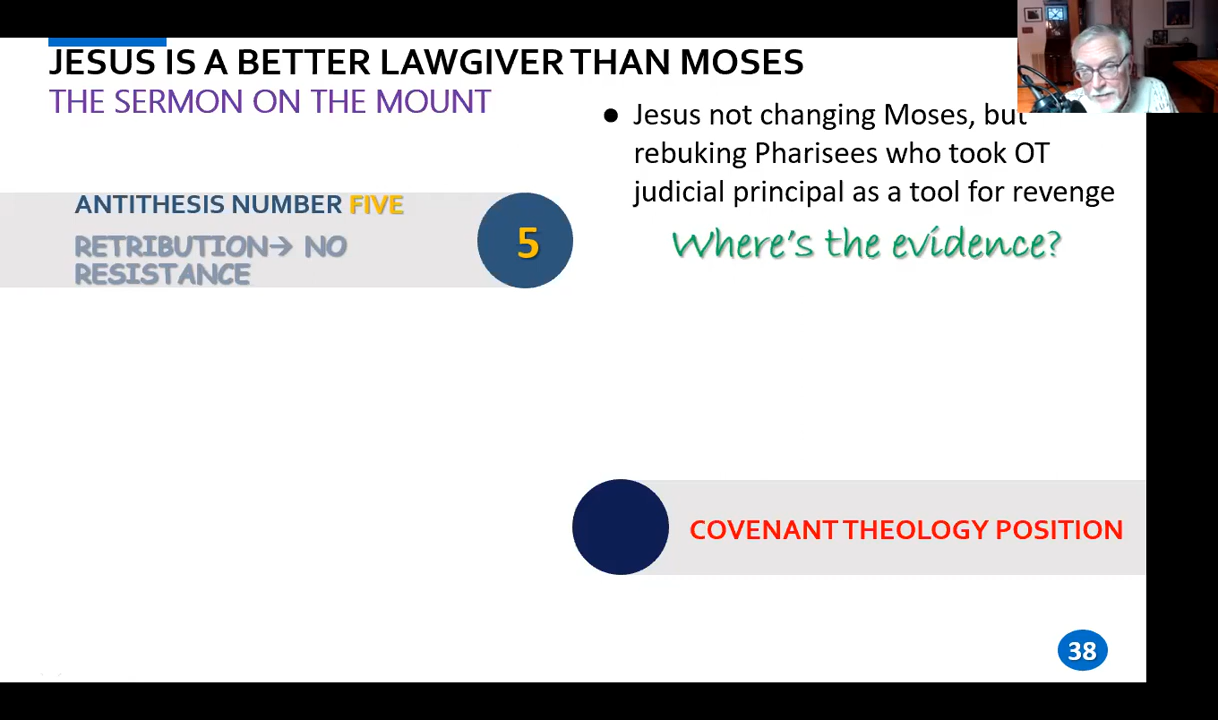 JESUS IS A BETTER LAWGIVER THAN MOSES
THE SERMON ON THE MOUNT
ANTITHESIS NUMBER FIVE
RETRIBUTION→ NO
RESISTANCE
5
● Jesus not changing Moses, but
rebuking Pharisees who took OT
judicial principal as a tool for revenge
Where's the evidence?
COVENANT THEOLOGY POSITION
38